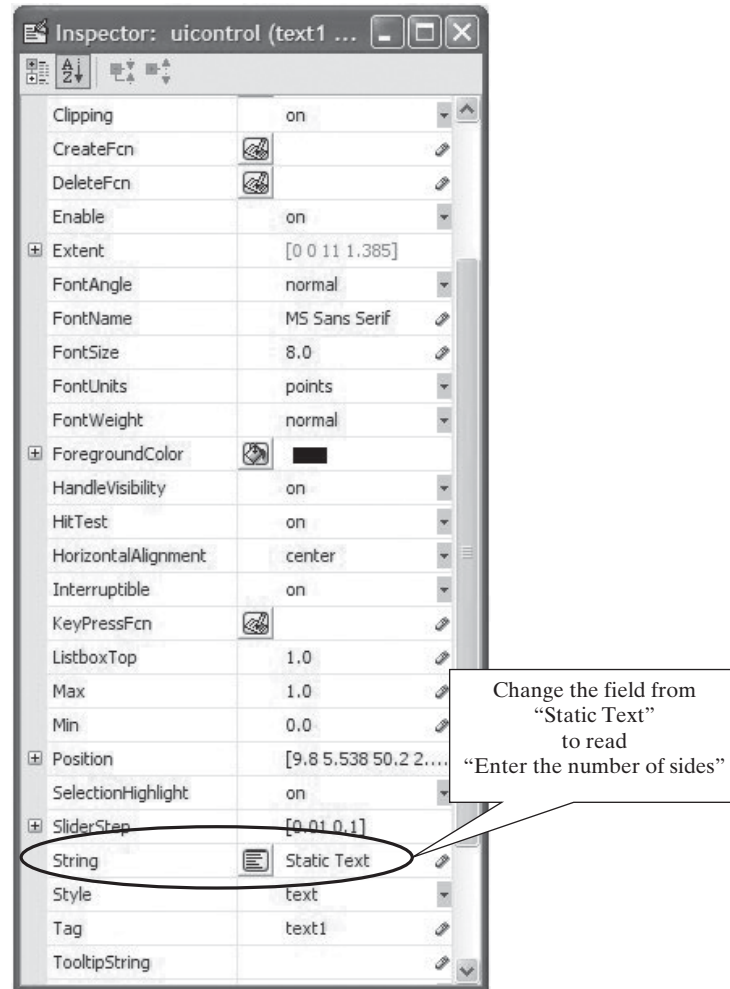 Inspector: uicontrol (text1 ...
Clipping on
CreateFcn
DeleteFcn
Enable on
Extent [0 0 11 1.385]
FontAngle normal
FontName MS Sans Serif
FontSize 8.0
FontUnits points
FontWeight normal
ForegroundColor
HandleVisibility on
HitTest on
HorizontalAlignment center
Interruptible on
KeyPressFcn
ListboxTop 1.0
Max 1.0
Min 0.0
Position [9.8 5.538 50.2 2....
SelectionHighlight on
SliderStep [0.01 0.1]
String Static Text
Style text
Tag text1
TooltipString
Change the field from
“Static Text”
to read
“Enter the number of sides”